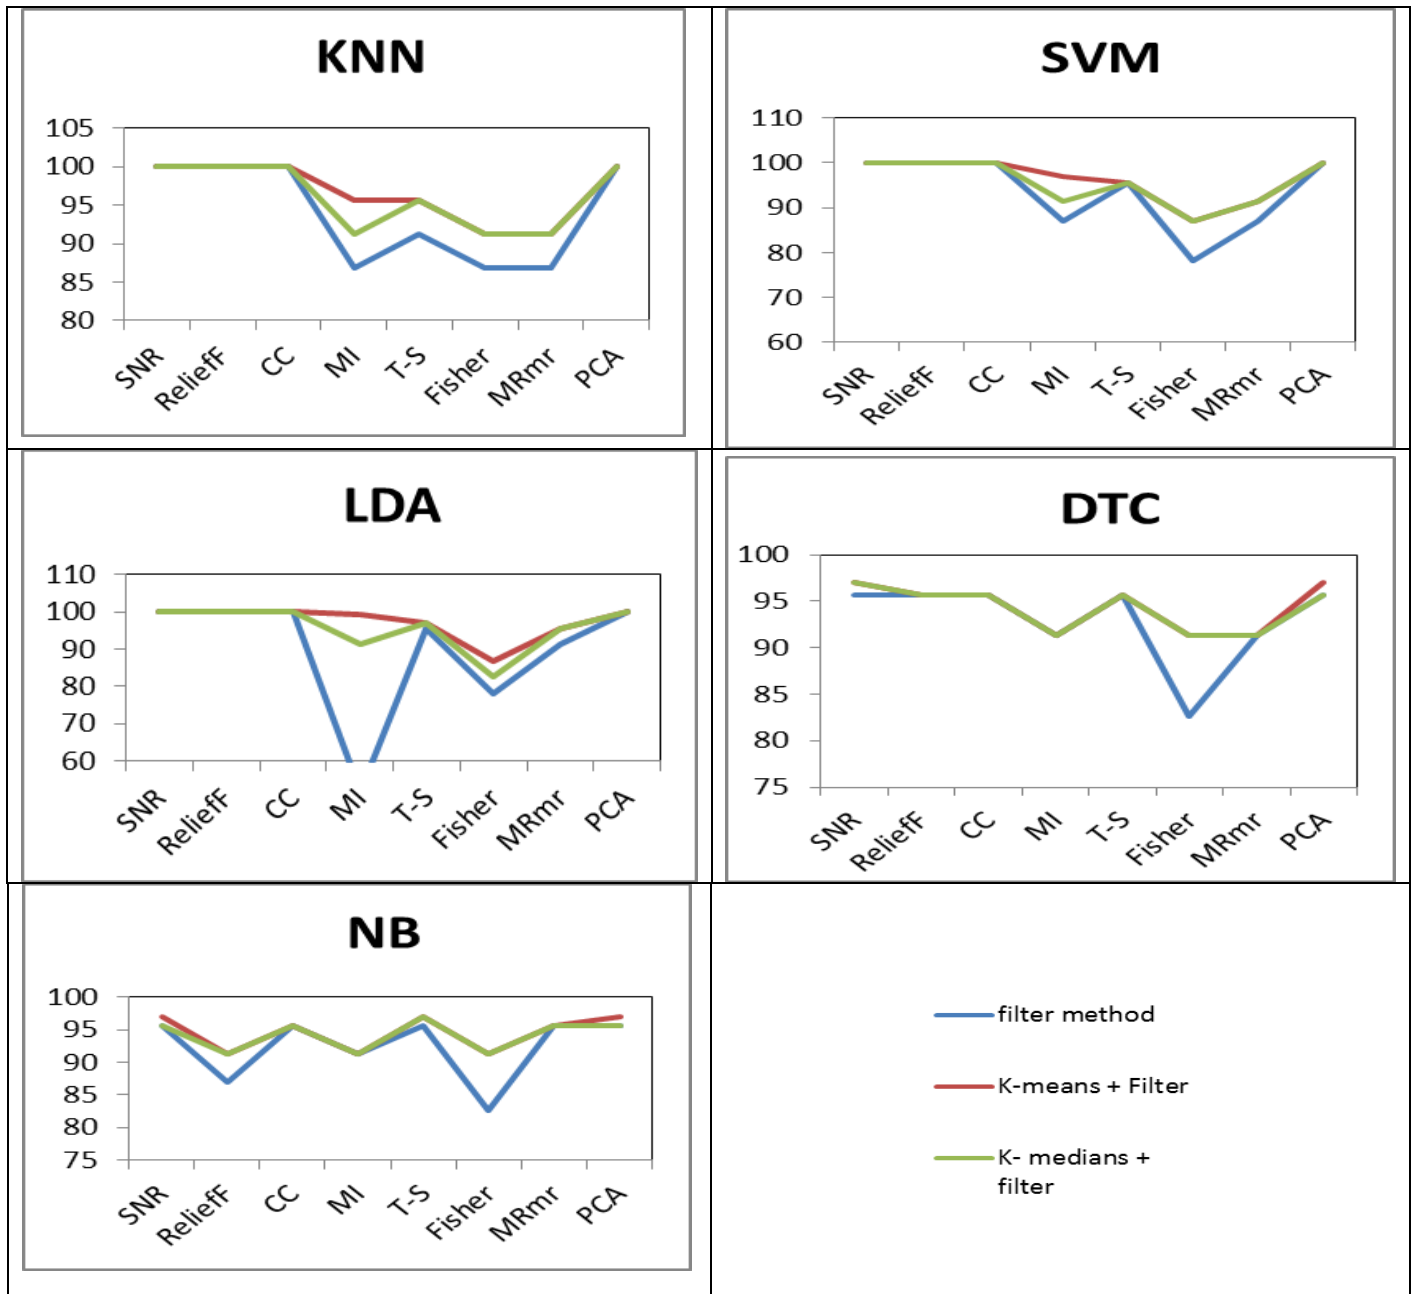 KNN
105
100
95
90
85
80
SNR
ReliefF
CC
MI
T-S
Fisher
MRmr
PCA
SVM
110
100
90
80
70
60
SNR
ReliefF
CC
MI
T-S
Fisher
MRmr
PCA
LDA
110
100
90
80
70
60
SNR
ReliefF
CC
MI
T-S
Fisher
MRmr
PCA
DTC
100
95
90
85
80
75
SNR
ReliefF
CC
MI
T-S
Fisher
MRmr
PCA
NB
100
95
90
85
80
75
SNR
ReliefF
CC
MI
T-S
Fisher
MRmr
PCA
filter method
K-means + Filter
K- medians +
filter